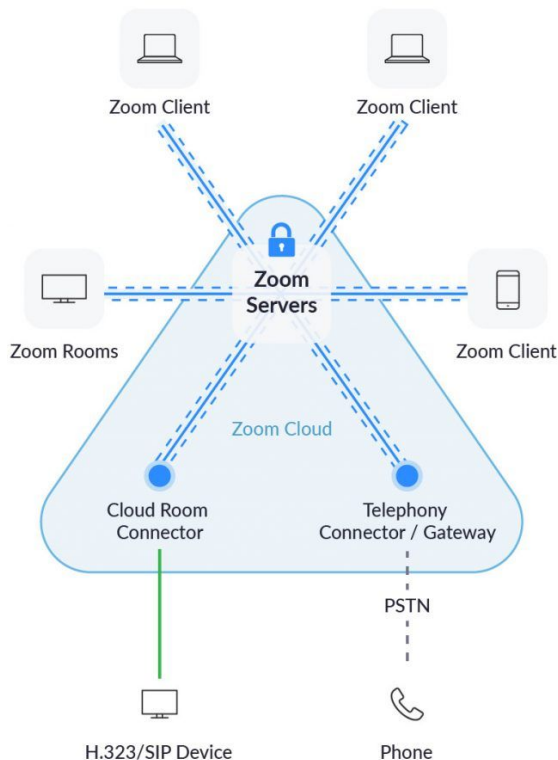 Zoom Client
Zoom Client
Zoom
Servers
Zoom Rooms
Zoom Client
Zoom Cloud
Cloud Room
Connector
Telephony
Connector / Gateway
PSTN
H.323/SIP Device
Phone